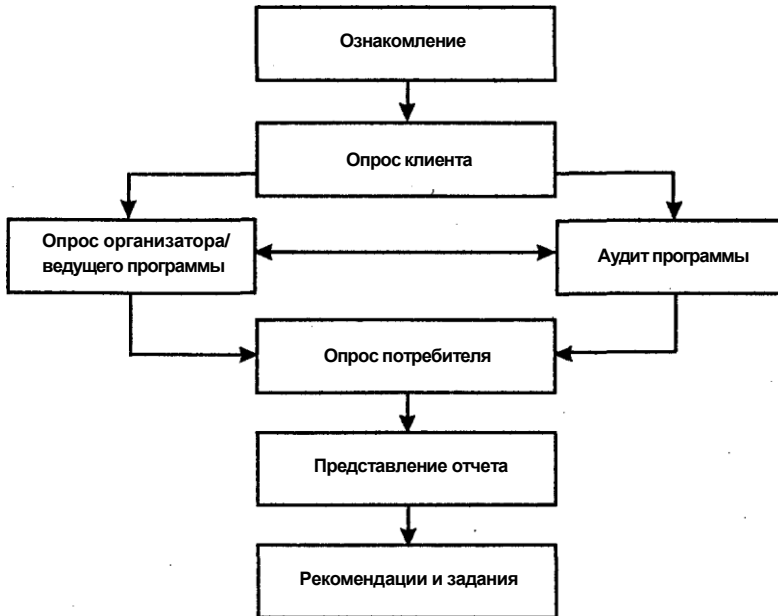 Ознакомление
Опрос клиента
Опрос организатора/
ведущего программы
Аудит программы
Опрос потребителя
Представление отчета
Рекомендации и задания